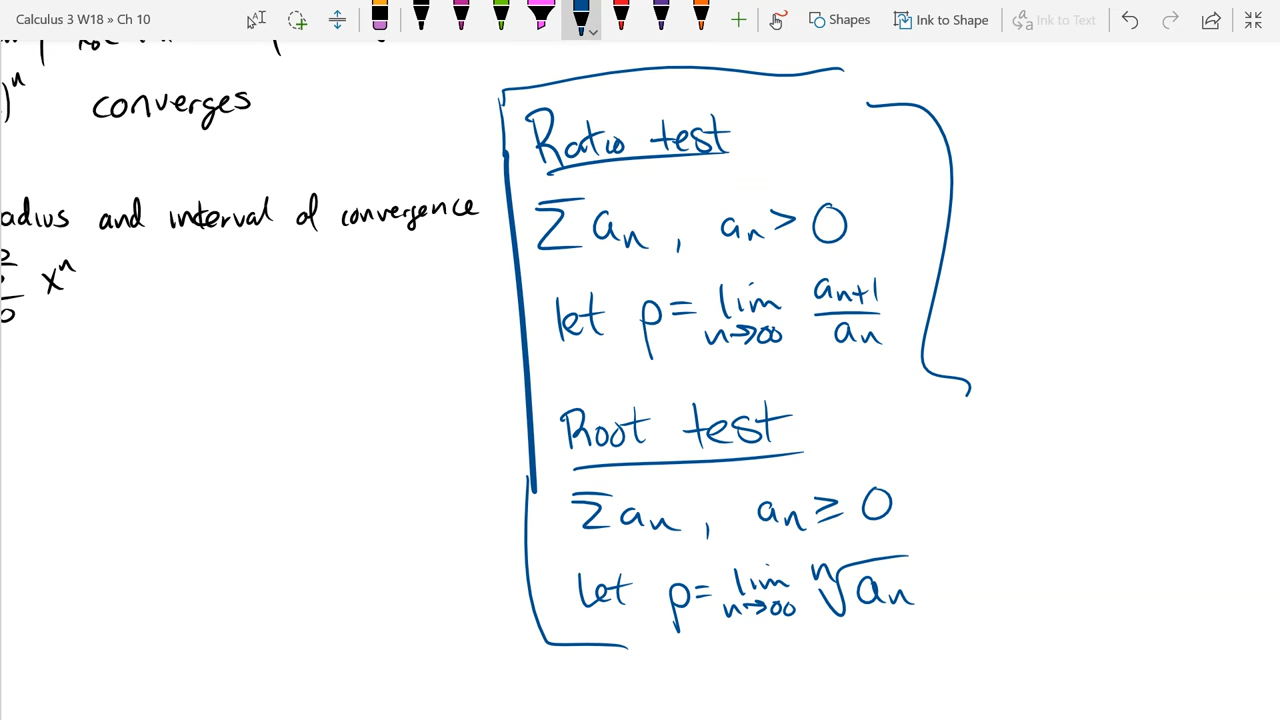 Calculus 3 W18 » Ch 10
Shapes
Ink to Shape
Ink to Text
)ⁿ converges
adius and interval of convergence
xⁿ
Ratio test
Σ aₙ , aₙ > 0
let ρ = lim n→∞ aₙ₊₁ / aₙ
Root test
Σ aₙ , aₙ ≥ 0
let ρ = lim n→∞ ⁿ√aₙ